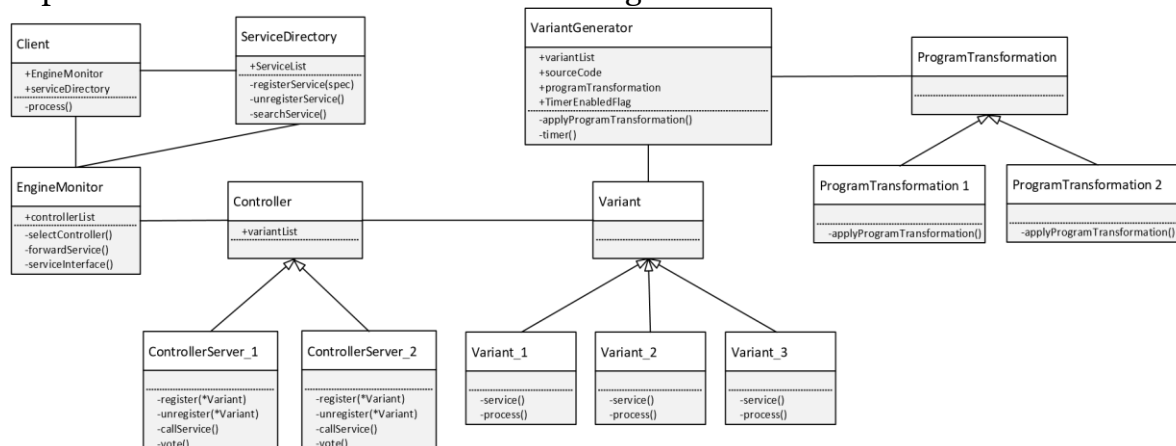 Client
+EngineMonitor
+serviceDirectory
-process()
ServiceDirectory
+ServiceList
-registerService(spec)
-unregisterService()
-searchService()
VariantGenerator
+variantList
+sourceCode
+programTransformation
+TimerEnabledFlag
-applyProgramTransformation()
-timer()
ProgramTransformation
EngineMonitor
+controllerList
-selectController()
-forwardService()
-serviceInterface()
Controller
+variantList
Variant
ProgramTransformation 1
-applyProgramTransformation()
ProgramTransformation 2
-applyProgramTransformation()
ControllerServer_1
-register(*Variant)
-unregister(*Variant)
-callService()
-vote()
ControllerServer_2
-register(*Variant)
-unregister(*Variant)
-callService()
-vote()
Variant_1
-service()
-process()
Variant_2
-service()
-process()
Variant_3
-service()
-process()